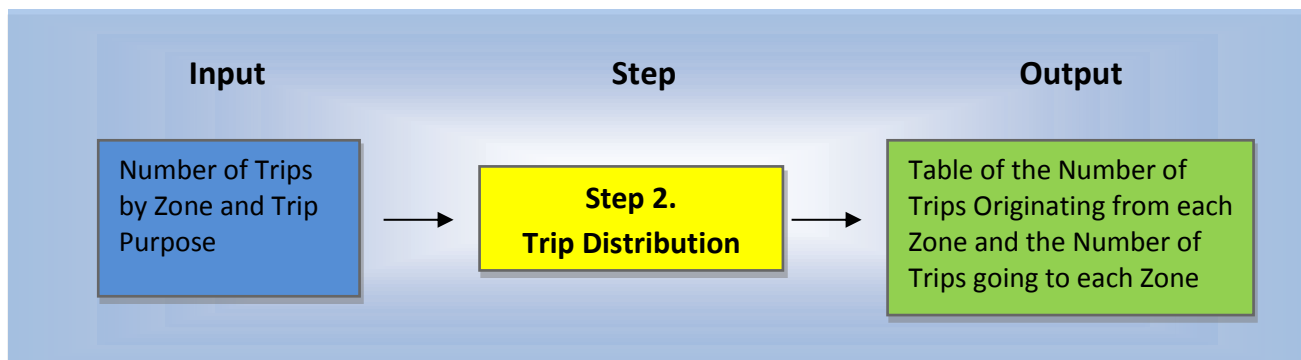 Input
Step
Output
Number of Trips
by Zone and Trip
Purpose
Step 2.
Trip Distribution
Table of the Number of
Trips Originating from each
Zone and the Number of
Trips going to each Zone